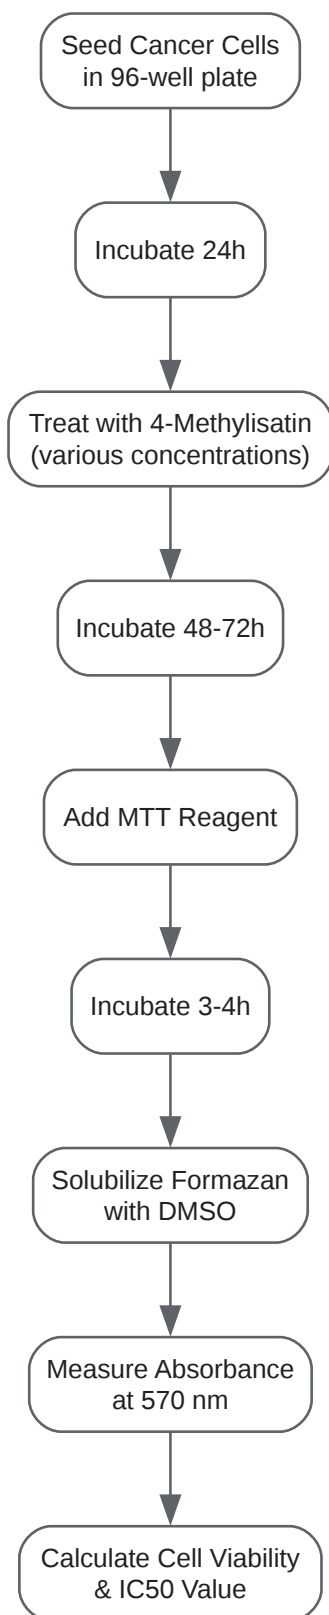 Seed Cancer Cells
in 96-well plate
Incubate 24h
Treat with 4-Methylisatin
(various concentrations)
Incubate 48-72h
Add MTT Reagent
Incubate 3-4h
Solubilize Formazan
with DMSO
Measure Absorbance
at 570 nm
Calculate Cell Viability
& IC50 Value